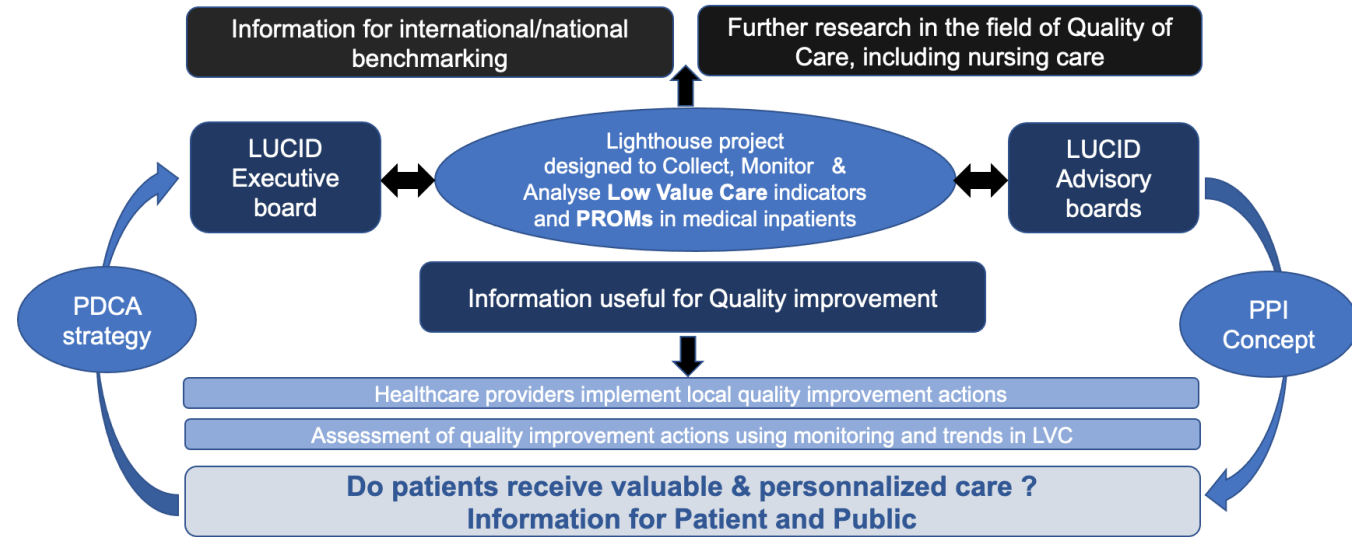 Information for international/national
benchmarking
Further research in the field of Quality of
Care, including nursing care
LUCID
Executive
board
Lighthouse project
designed to Collect, Monitor & 
Analyse Low Value Care indicators
and PROMs in medical inpatients
LUCID
Advisory
boards
PDCA
strategy
Information useful for Quality improvement
PPI
Concept
Healthcare providers implement local quality improvement actions
Assessment of quality improvement actions using monitoring and trends in LVC
Do patients receive valuable & personnalized care ?
Information for Patient and Public